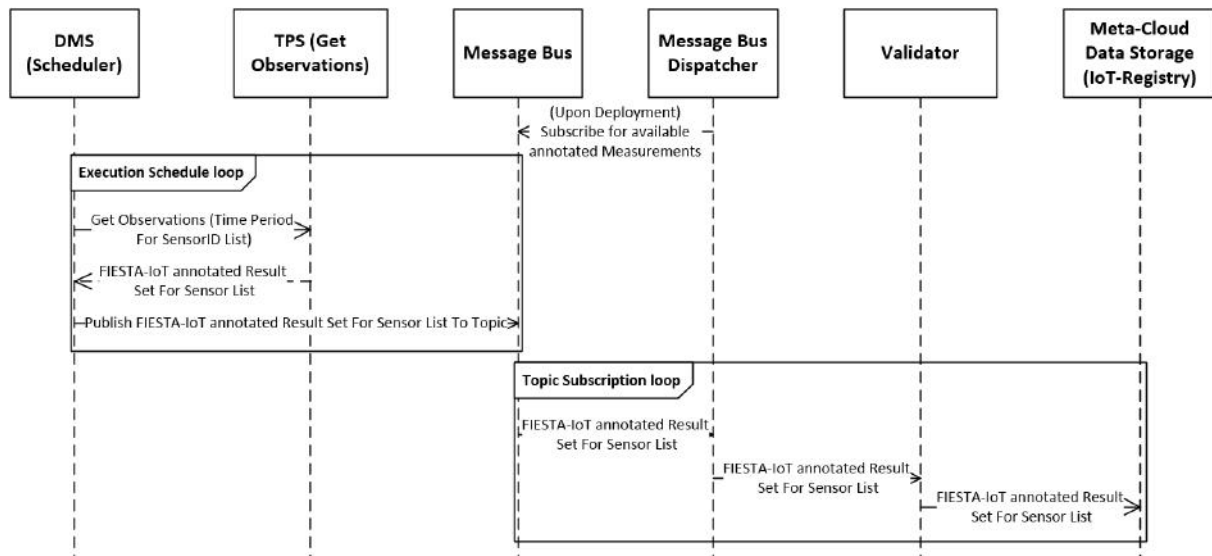 DMS
(Scheduler)
TPS (Get
Observations)
Message Bus
Message Bus
Dispatcher
Validator
Meta-Cloud
Data Storage
(IoT-Registry)
(Upon Deployment)
Subscribe for available
annotated Measurements
Execution Schedule loop
Get Observations (Time Period
For SensorID List)
FIESTA-IoT annotated Result
Set For Sensor List
Publish FIESTA-IoT annotated Result Set For Sensor List To Topic
Topic Subscription loop
FIESTA-IoT annotated Result
Set For Sensor List
FIESTA-IoT annotated Result
Set For Sensor List
FIESTA-IoT annotated Result
Set For Sensor List